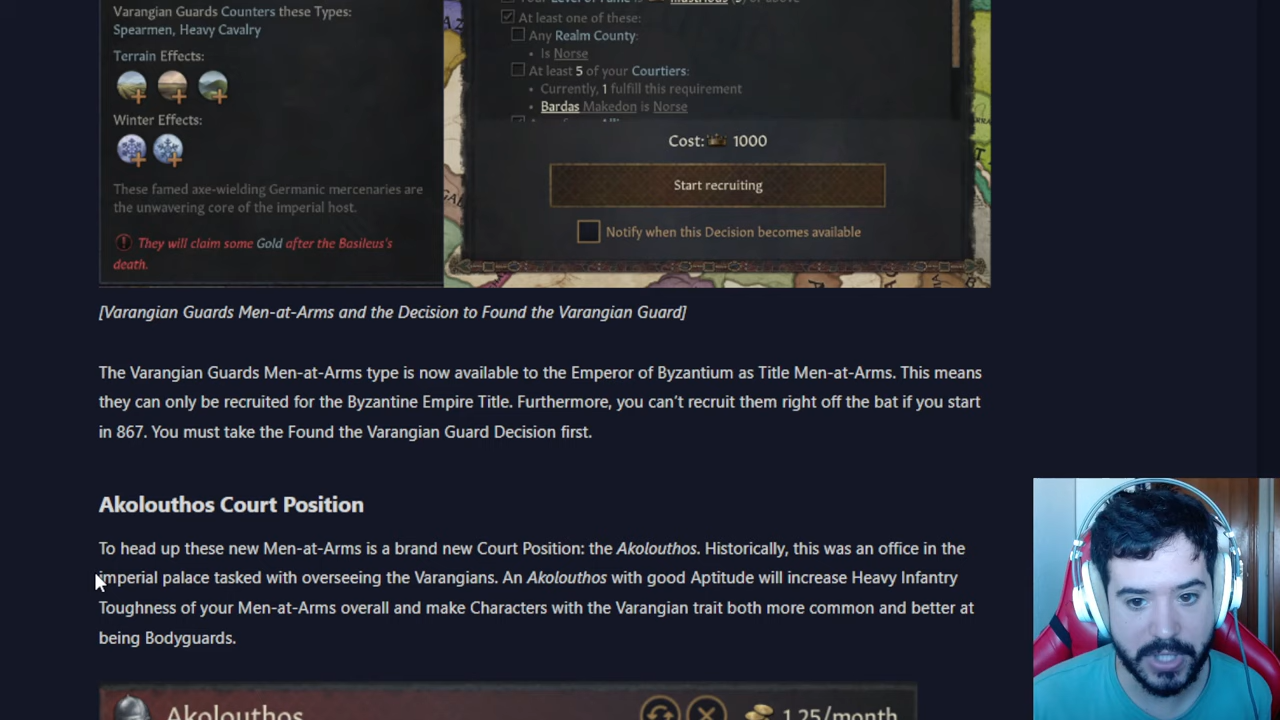 Your Level of Fame is Illustrious (5) or above
Varangian Guards Counters these Types:
Spearmen, Heavy Cavalry
Terrain Effects:
Winter Effects:
These famed axe-wielding Germanic mercenaries are
the unwavering core of the imperial host.
They will claim some Gold after the Basileus's
death.
At least one of these:
Any Realm County:
• Is Norse
At least 5 of your Courtiers:
• Currently, 1 fulfill this requirement
• Bardas Makedon is Norse
Cost: 1000
Start recruiting
Notify when this Decision becomes available
[Varangian Guards Men-at-Arms and the Decision to Found the Varangian Guard]
The Varangian Guards Men-at-Arms type is now available to the Emperor of Byzantium as Title Men-at-Arms. This means
they can only be recruited for the Byzantine Empire Title. Furthermore, you can’t recruit them right off the bat if you start
in 867. You must take the Found the Varangian Guard Decision first.
Akolouthos Court Position
To head up these new Men-at-Arms is a brand new Court Position: the Akolouthos. Historically, this was an office in the
imperial palace tasked with overseeing the Varangians. An Akolouthos with good Aptitude will increase Heavy Infantry
Toughness of your Men-at-Arms overall and make Characters with the Varangian trait both more common and better at
being Bodyguards.
Akolouthos
1.25/month